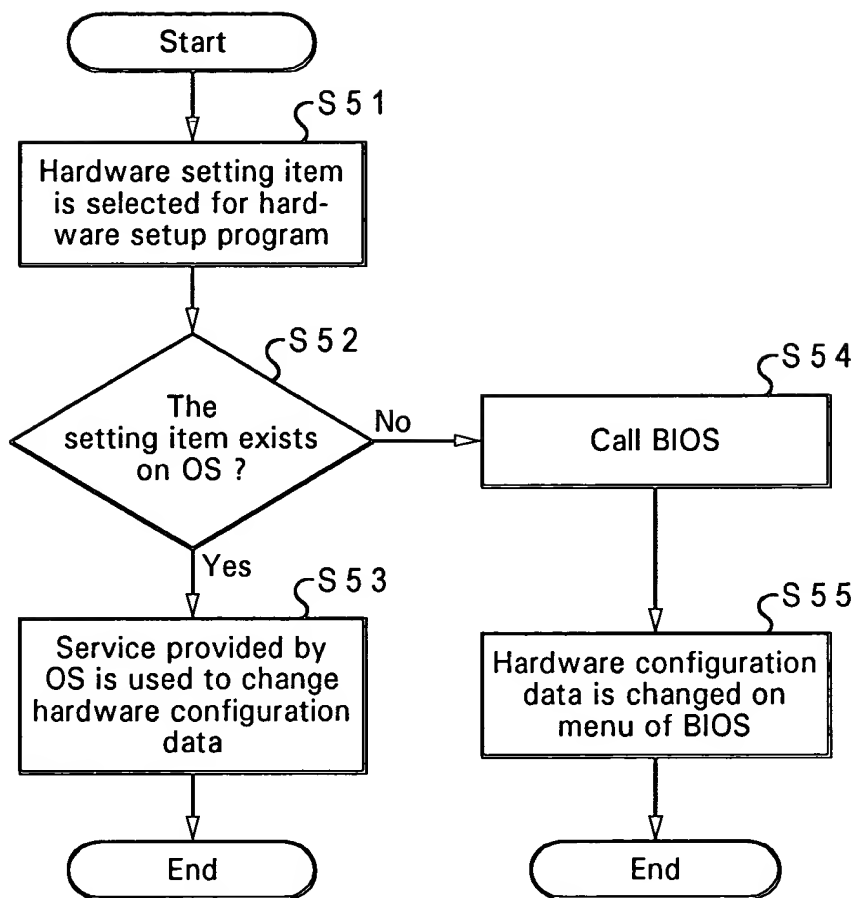 Start
S51
Hardware setting item
is selected for hard-
ware setup program
S52
The
setting item exists
on OS ?
No
S54
Call BIOS
Yes
S53
Service provided by
OS is used to change
hardware configuration
data
S55
Hardware configuration
data is changed on
menu of BIOS
End
End